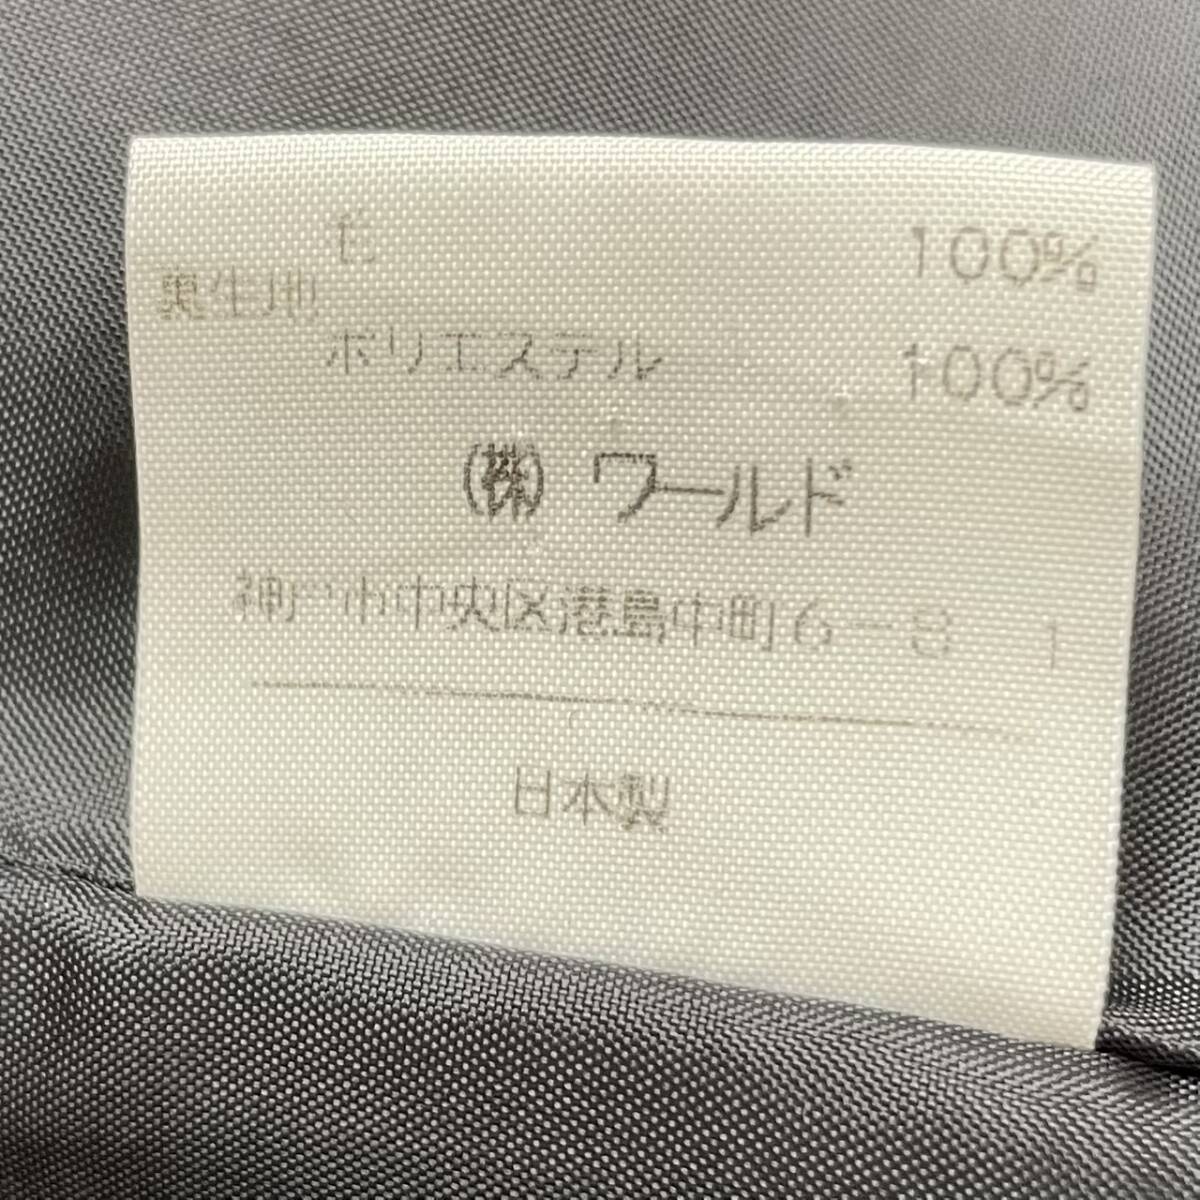 毛 100%
裏生地
ポリエステル 100%
(株) ワールド
神戸市中央区港島中町6-8-1
日本製